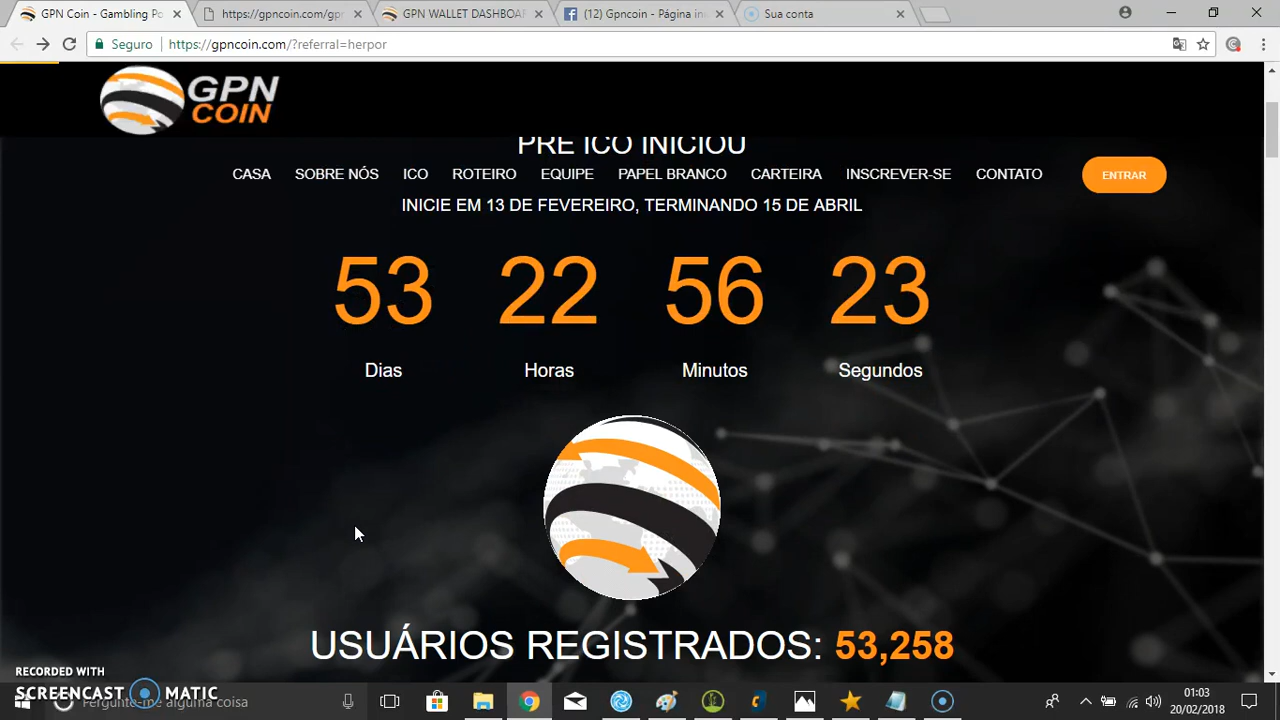 GPN Coin - Gambling Po
https://gpncoin.com/gpr
GPN WALLET DASHBOAR
(12) Gpncoin - Página ini
Sua conta
Seguro
https://gpncoin.com/?referral=herpor
GPN
COIN
PRÉ ICO INICIOU
CASA SOBRE NÓS ICO ROTEIRO EQUIPE PAPEL BRANCO CARTEIRA INSCREVER-SE CONTATO ENTRAR
INICIE EM 13 DE FEVEREIRO, TERMINANDO 15 DE ABRIL
53 22 56 23
Dias Horas Minutos Segundos
USUÁRIOS REGISTRADOS: 53,258
RECORDED WITH
SCREENCAST MATIC
Pergunte-me alguma coisa
01:03
20/02/2018